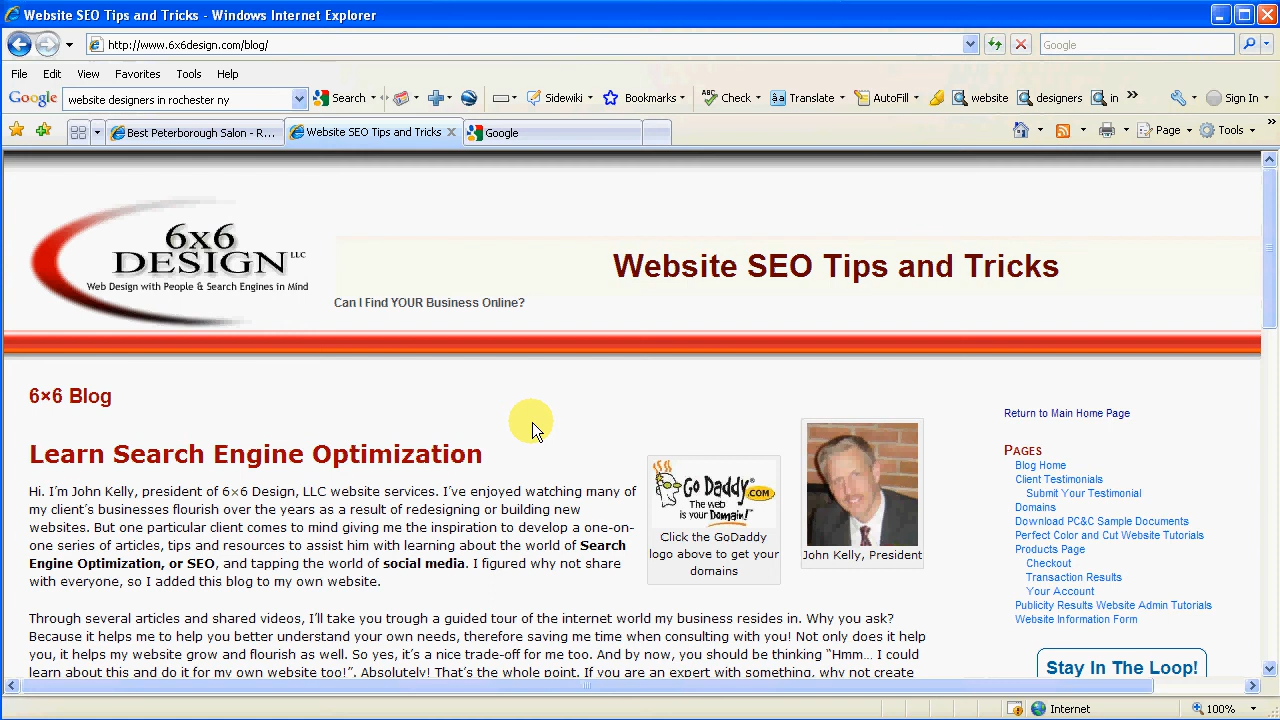 Website SEO Tips and Tricks - Windows Internet Explorer
http://www.6x6design.com/blog/
Google
File Edit View Favorites Tools Help
Google website designers in rochester ny Search Sidewiki Bookmarks ABC Check Translate AutoFill website designers in Sign In
Best Peterborough Salon - R... Website SEO Tips and Tricks Google Page Tools
6x6
DESIGN LLC
Web Design with People & Search Engines in Mind
Website SEO Tips and Tricks
Can I Find YOUR Business Online?
6×6 Blog
Learn Search Engine Optimization
Hi. I'm John Kelly, president of 6×6 Design, LLC website services. I've enjoyed watching many of
my client's businesses flourish over the years as a result of redesigning or building new
websites. But one particular client comes to mind giving me the inspiration to develop a one-on-
one series of articles, tips and resources to assist him with learning about the world of Search
Engine Optimization, or SEO, and tapping the world of social media. I figured why not share
with everyone, so I added this blog to my own website.
Go Daddy.COM
The web
is your Domain!
Click the GoDaddy
logo above to get your
domains
John Kelly, President
Through several articles and shared videos, I'll take you trough a guided tour of the internet world my business resides in. Why you ask?
Because it helps me to help you better understand your own needs, therefore saving me time when consulting with you! Not only does it help
you, it helps my website grow and flourish as well. So yes, it's a nice trade-off for me too. And by now, you should be thinking "Hmm... I could
learn about this and do it for my own website too!". Absolutely! That's the whole point. If you are an expert with something, why not create
Return to Main Home Page
PAGES
Blog Home
Client Testimonials
Submit Your Testimonial
Domains
Download PC&C Sample Documents
Perfect Color and Cut Website Tutorials
Products Page
Checkout
Transaction Results
Your Account
Publicity Results Website Admin Tutorials
Website Information Form
Stay In The Loop!
Internet 100%